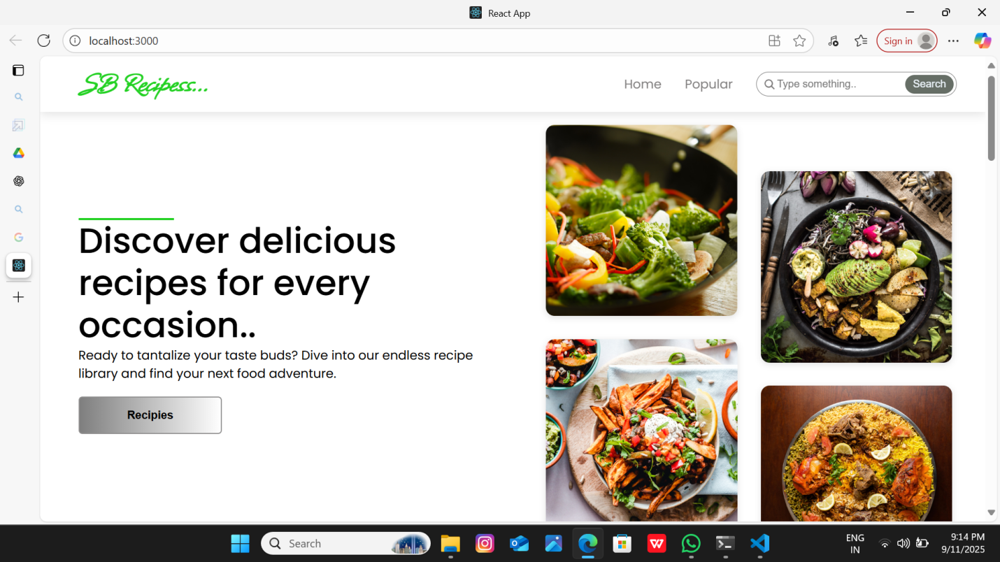 React App
localhost:3000
Sign in
SB Recipess...
Home
Popular
Type something..
Search
Discover delicious
recipes for every
occasion..
Ready to tantalize your taste buds? Dive into our endless recipe
library and find your next food adventure.
Recipies
Search
ENG
IN
9:14 PM
9/11/2025